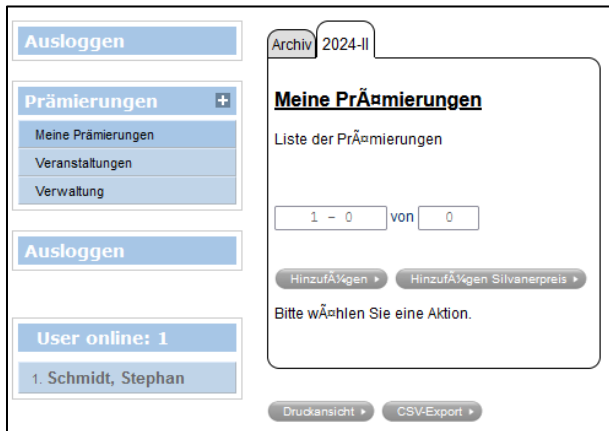 Ausloggen
Prämierungen
Meine Prämierungen
Veranstaltungen
Verwaltung
Ausloggen
User online: 1
1. Schmidt, Stephan
Archiv 2024-II
Meine PrÃ¤mierungen
Liste der PrÃ¤mierungen
1 - 0 von 0
HinzufÃ¼gen HinzufÃ¼gen Silvanerpreis
Bitte wÃ¤hlen Sie eine Aktion.
Druckansicht CSV-Export